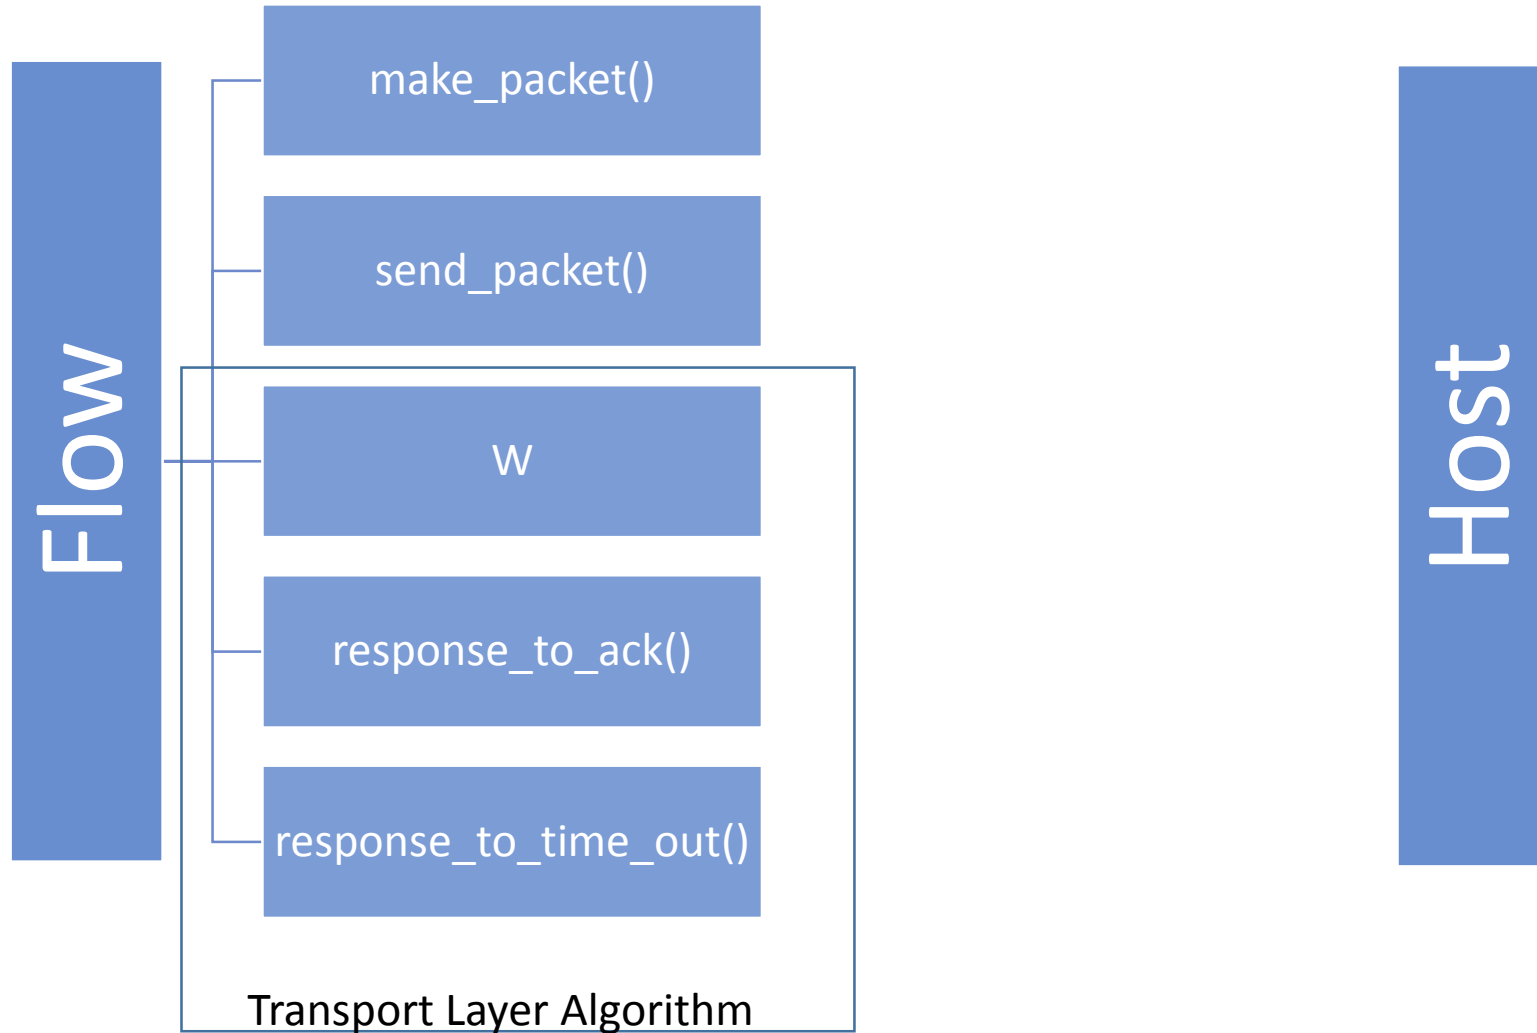 Flow
make_packet()
send_packet()
W
response_to_ack()
response_to_time_out()
Transport Layer Algorithm
Host